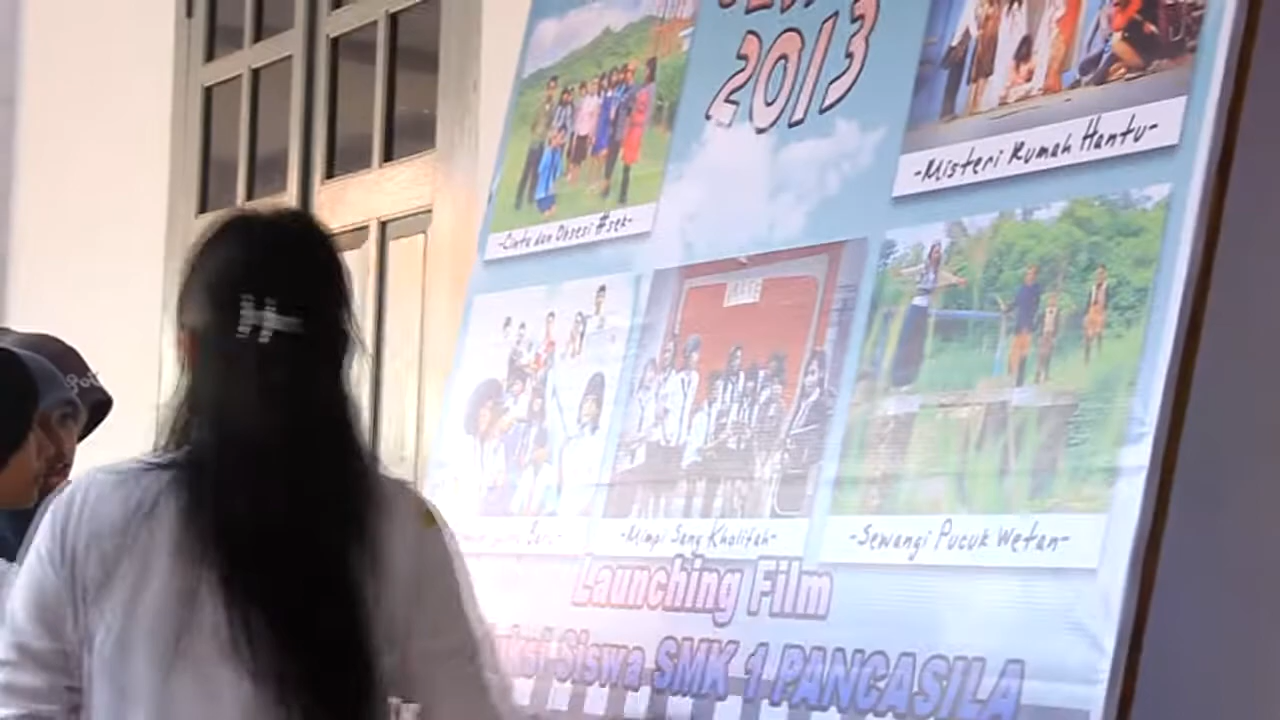 2013
-Misteri Rumah Hantu-
-Cinta dan Obsesi #sek-
-Mimpi Sang Kholifah-
-Sewangi Pucuk Wetan-
Launching Film
Siswa SMK 1 PANCASILA